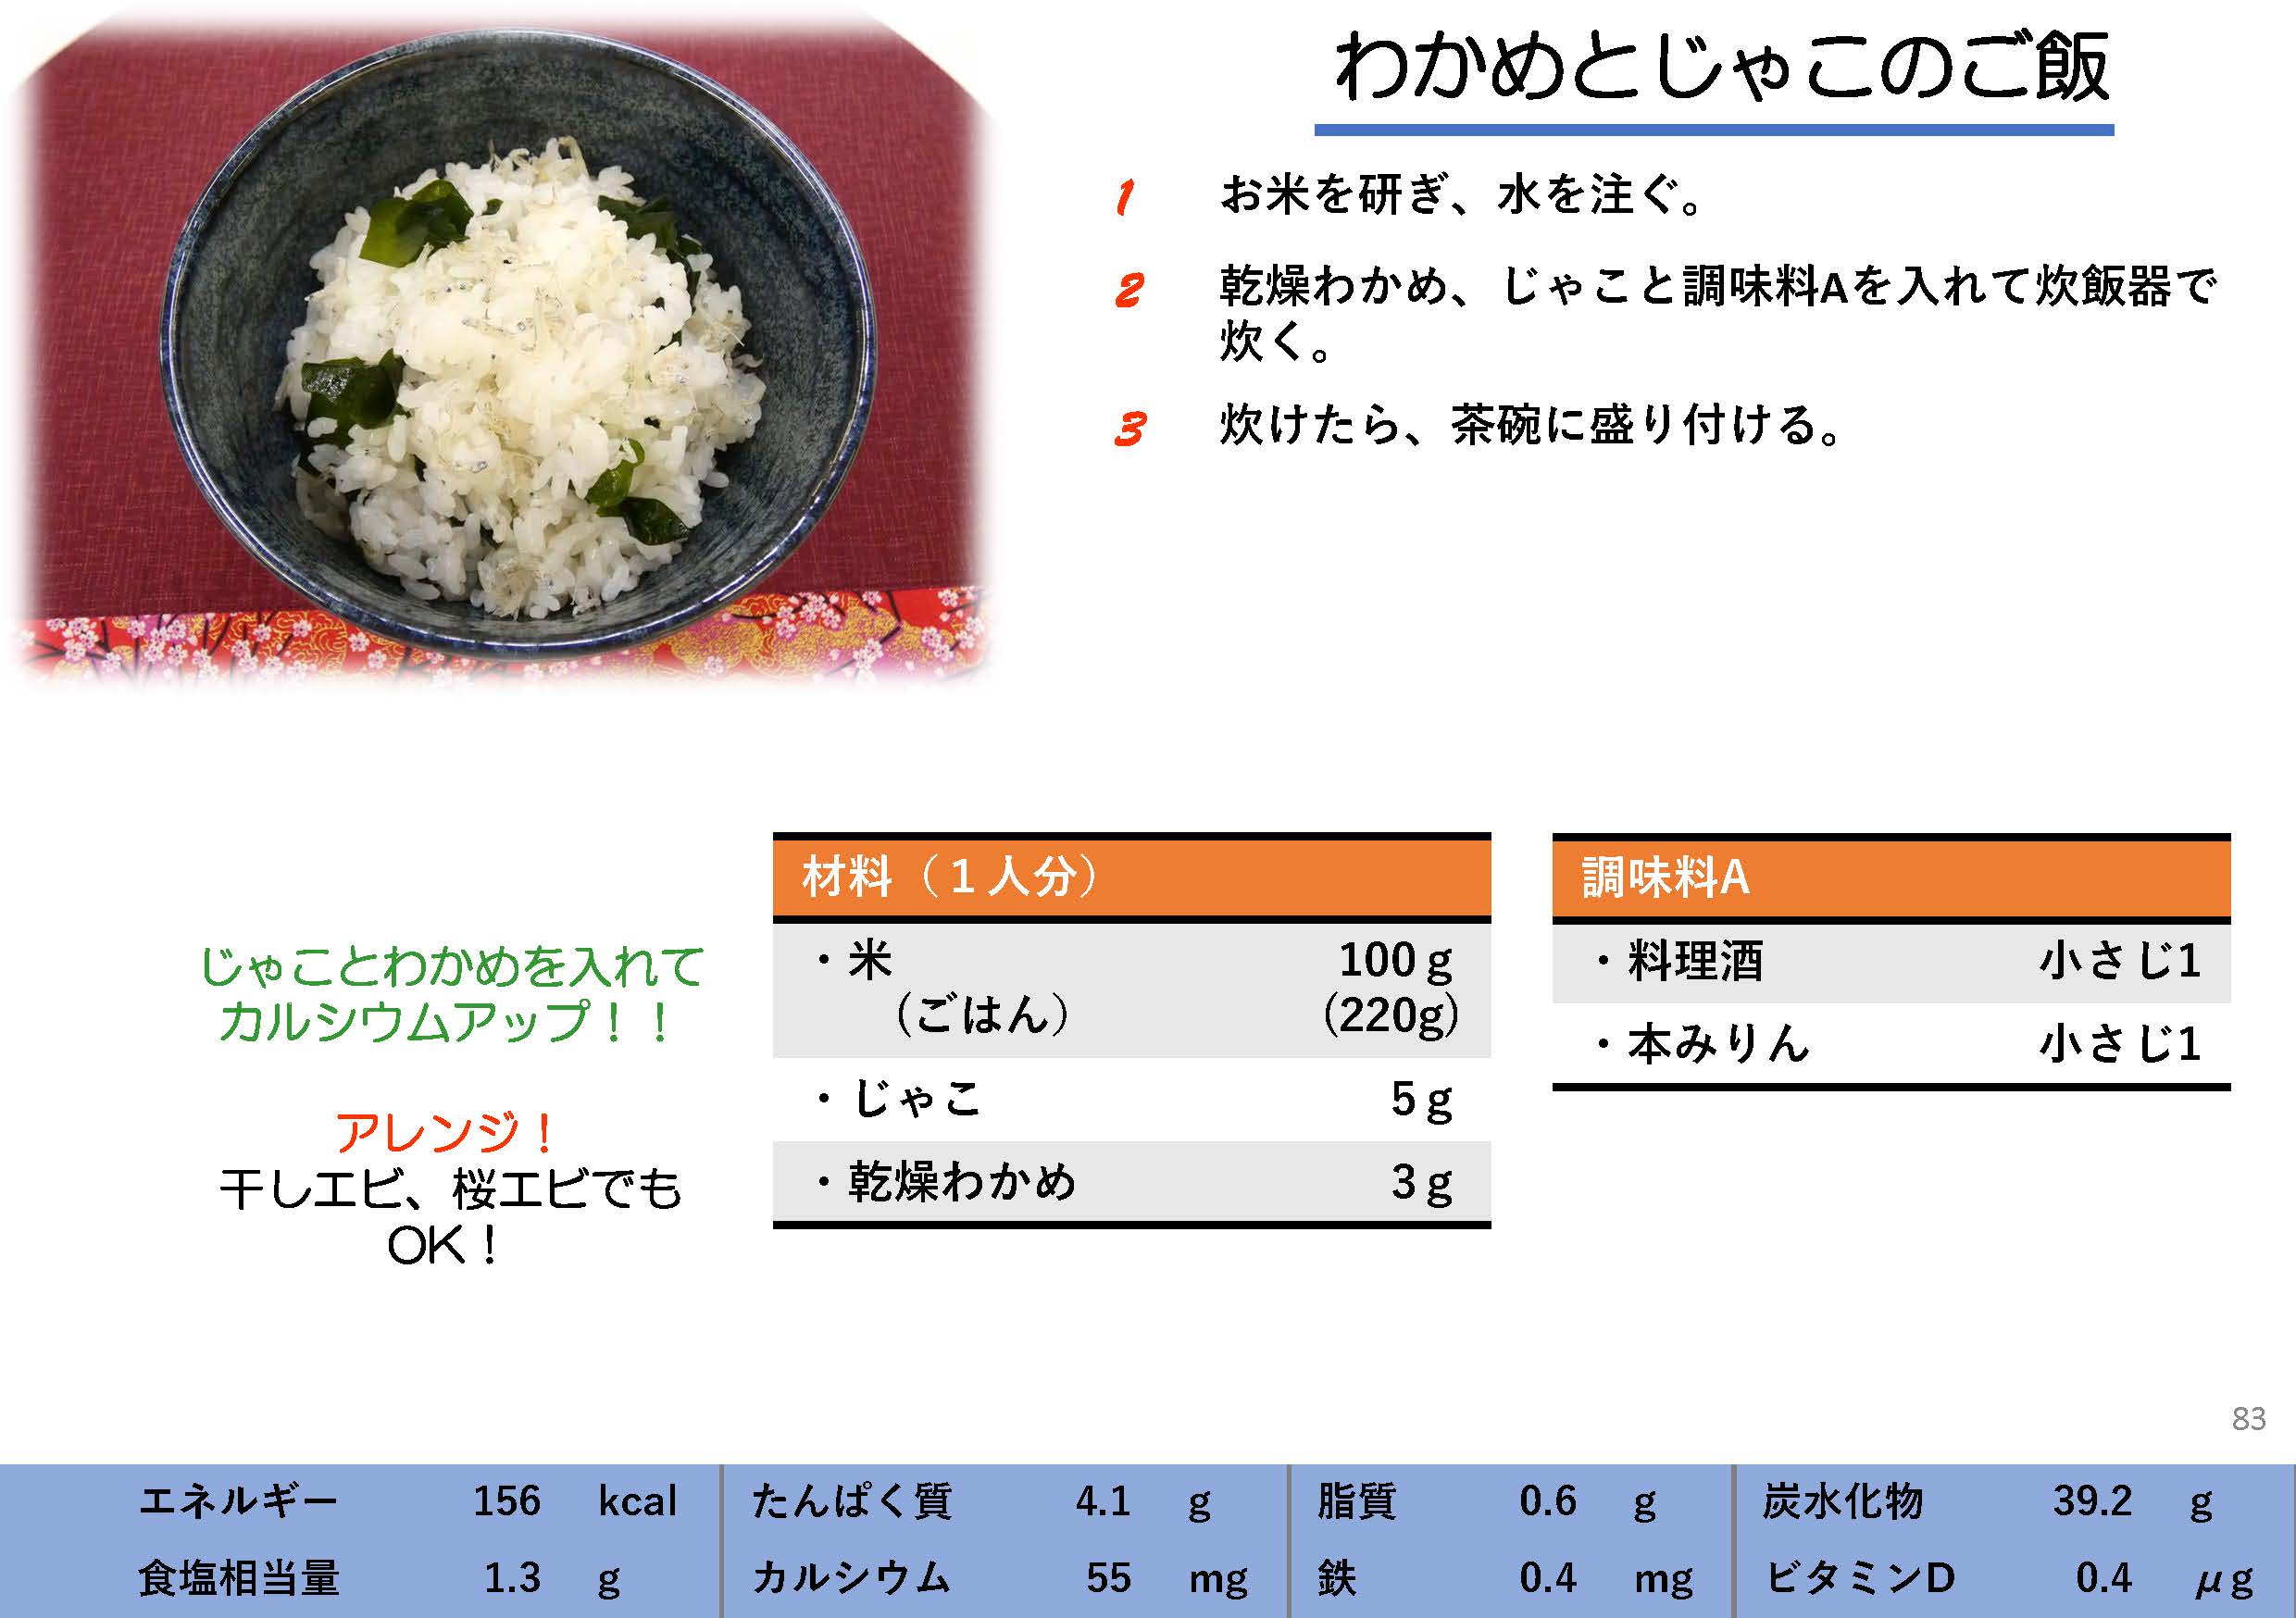 わかめとじゃこのご飯
1 お米を研ぎ、水を注ぐ。
2 乾燥わかめ、じゃこと調味料Aを入れて炊飯器で
炊く。
3 炊けたら、茶碗に盛り付ける。
じゃことわかめを入れて
カルシウムアップ！！
アレンジ！
干しエビ、桜エビでも
OK！
材料（１人分）
・米 100ｇ
（ごはん） （220g）
・じゃこ 5ｇ
・乾燥わかめ 3ｇ
調味料A
・料理酒 小さじ1
・本みりん 小さじ1
83
エネルギー 156 kcal たんぱく質 4.1 g 脂質 0.6 g 炭水化物 39.2 g
食塩相当量 1.3 g カルシウム 55 mg 鉄 0.4 mg ビタミンD 0.4 μg